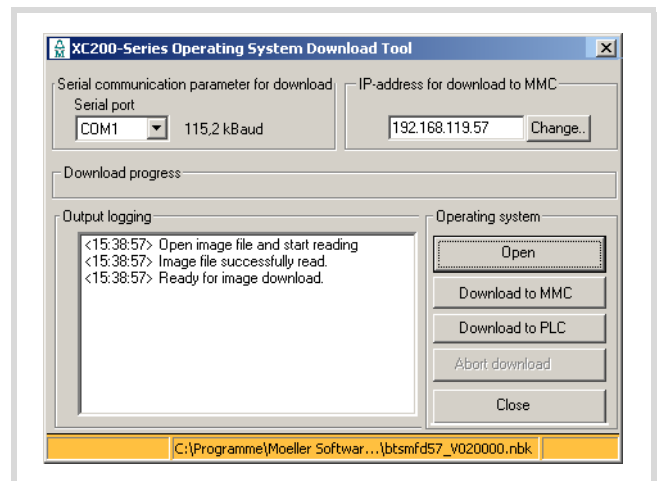 XC200-Series Operating System Download Tool
Serial communication parameter for download
IP-address for download to MMC
Serial port
COM1
115,2 kBaud
192.168.119.57
Change..
Download progress
Output logging
Operating system
<15:38:57> Open image file and start reading
<15:38:57> Image file successfully read.
<15:38:57> Ready for image download.
Open
Download to MMC
Download to PLC
Abort download
Close
C:\Programme\Moeller Softwar...\btsmfd57_V020000.nbk